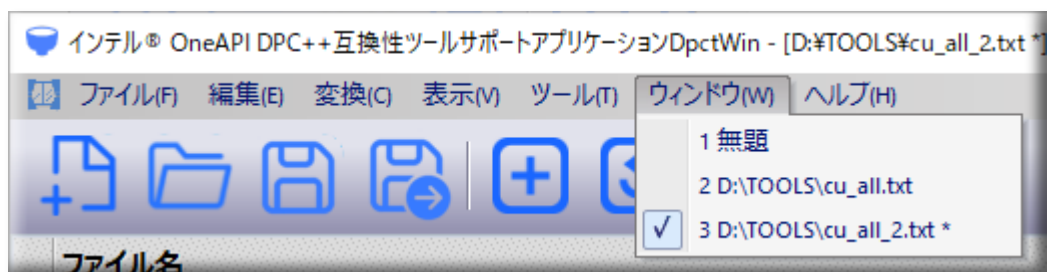 インテル® OneAPI DPC++互換性ツールサポートアプリケーションDpctWin - [D:¥TOOLS¥cu_all_2.txt *]
ファイル(F) 編集(E) 変換(C) 表示(V) ツール(T) ウィンドウ(W) ヘルプ(H)
1 無題
2 D:\TOOLS\cu_all.txt
✓ 3 D:\TOOLS\cu_all_2.txt *
ファイル名